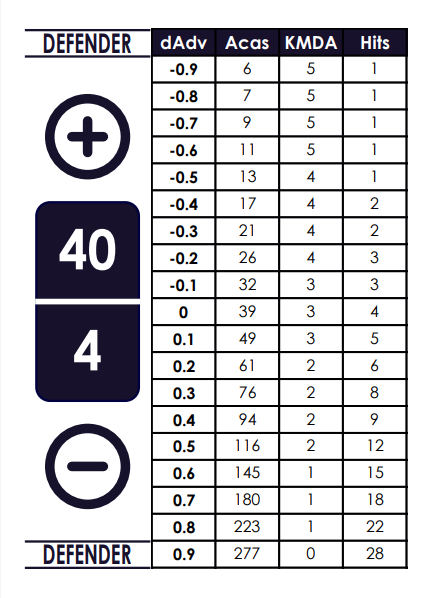 DEFENDER dAdv Acas KMDA Hits
-0.9 6 5 1
-0.8 7 5 1
-0.7 9 5 1
-0.6 11 5 1
-0.5 13 4 1
-0.4 17 4 2
-0.3 21 4 2
-0.2 26 4 3
-0.1 32 3 3
0 39 3 4
0.1 49 3 5
0.2 61 2 6
0.3 76 2 8
0.4 94 2 9
0.5 116 2 12
0.6 145 1 15
0.7 180 1 18
0.8 223 1 22
DEFENDER 0.9 277 0 28
40
4